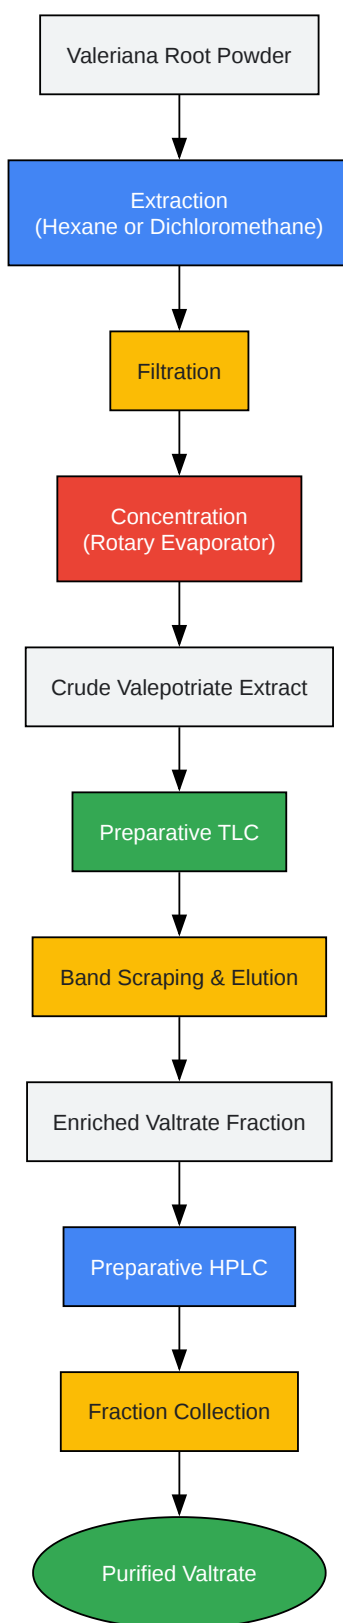 Valeriana Root Powder
Extraction
(Hexane or Dichloromethane)
Filtration
Concentration
(Rotary Evaporator)
Crude Valepotriate Extract
Preparative TLC
Band Scraping & Elution
Enriched Valtrate Fraction
Preparative HPLC
Fraction Collection
Purified Valtrate